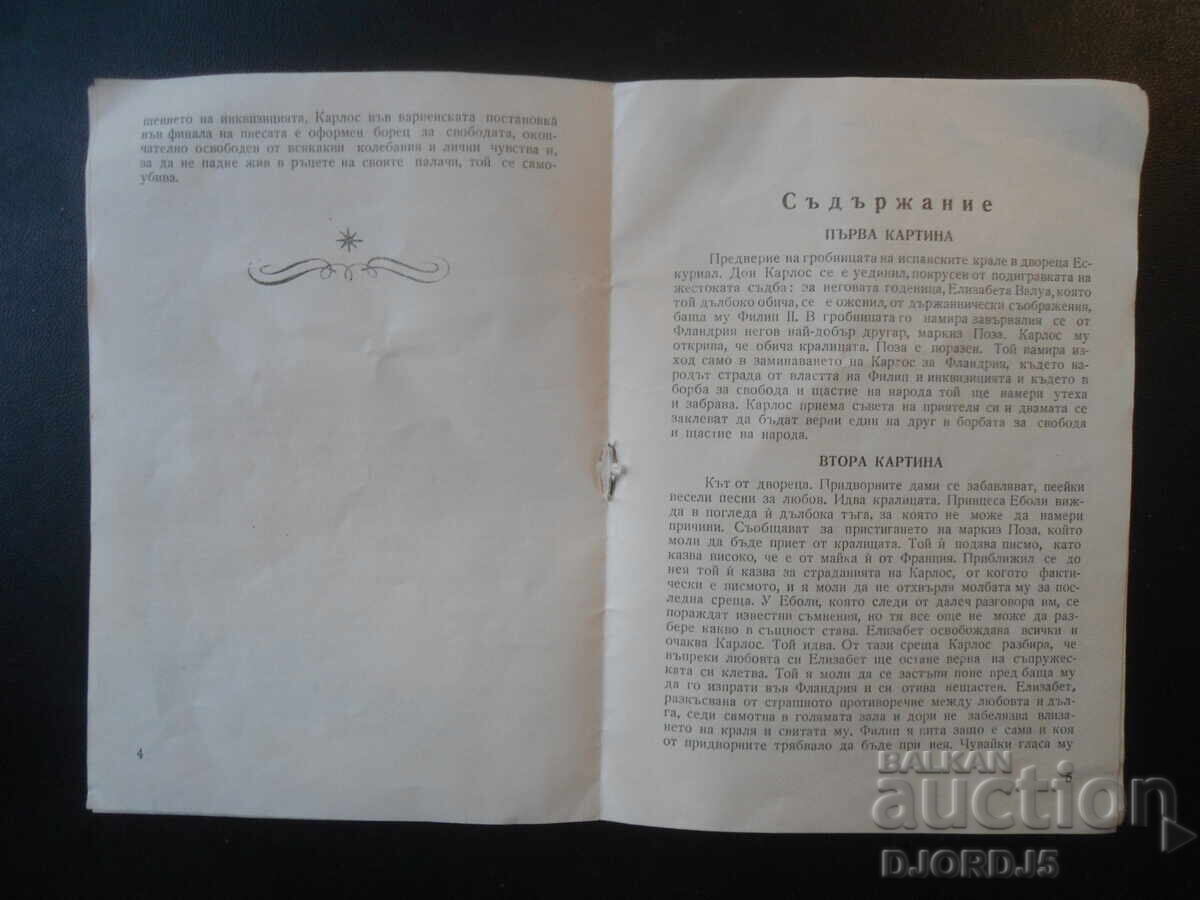 шението на инквизицията, Карлос във варненската постановка
във финала на пиесата е оформен борец за свободата, окон-
чателно освободен от всякакви колебания и лични чувства и,
за да не падне жив в ръцете на своите палачи, той се само-
убива.
4
Съдържание
ПЪРВА КАРТИНА
Предверие на гробницата на испанските крале в двореца Ес-
куриал. Дон Карлос се е уединил, покрусен от подигравката на
жестоката съдба: за неговата годеница, Елизабета Валуа, която
той дълбоко обича, се е оженил, от държавнически съображения,
баща му Филип II. В гробницата го намира завърналия се от
Фландрия негов най-добър другар, маркиз Поза. Карлос му
открива, че обича кралицата. Поза е поразен. Той намира из-
ход само в заминаването на Карлос за Фландрия, където на-
родът страда от властта на Филип и инквизицията и където в
борба за свобода и щастие на народа той ще намери утеха
и забрава. Карлос приема съвета на приятеля си и двамата се
заклеват да бъдат верни един на друг в борбата за свобода
и щастие на народа.
ВТОРА КАРТИНА
Кът от двореца. Придворните дами се забавляват, пеейки
весели песни за любов. Идва кралицата. Принцеса Еболи виж-
да в погледа ѝ дълбока тъга, за която не може да намери
причини. Съобщават за пристигането на маркиз Поза, който
моли да бъде приет от кралицата. Той ѝ подава писмо, като
казва високо, че е от майка ѝ от Франция. Приближил се до
нея той ѝ казва за страданията на Карлос, от когото факти-
чески е писмото, и я моли да не отхвърля молбата му за пос-
ледна среща. У Еболи, която следи от далеч разговора им, се
пораждат известни съмнения, но тя все още не може да раз-
бере какво в същност става. Елизабет освобождава всички и
очаква Карлос. Той идва. От тази среща Карлос разбира, че
въпреки любовта си Елизабет ще остане верна на съпружес-
ката си клетва. Той я моли да се застъпи поне пред баща му
да го изпрати във Фландрия и си отива нещастен. Елизабет,
разкъсвана от страшното противоречие между любовта и дъл-
га, седи самотна в голямата зала и дори не забелязва влиза-
нето на краля и свитата му. Филип я пита защо е сама и коя
от придворните трябвало да бъде при нея. Чувайки гласа му
5
BALKAN
auction
DJORDJ5